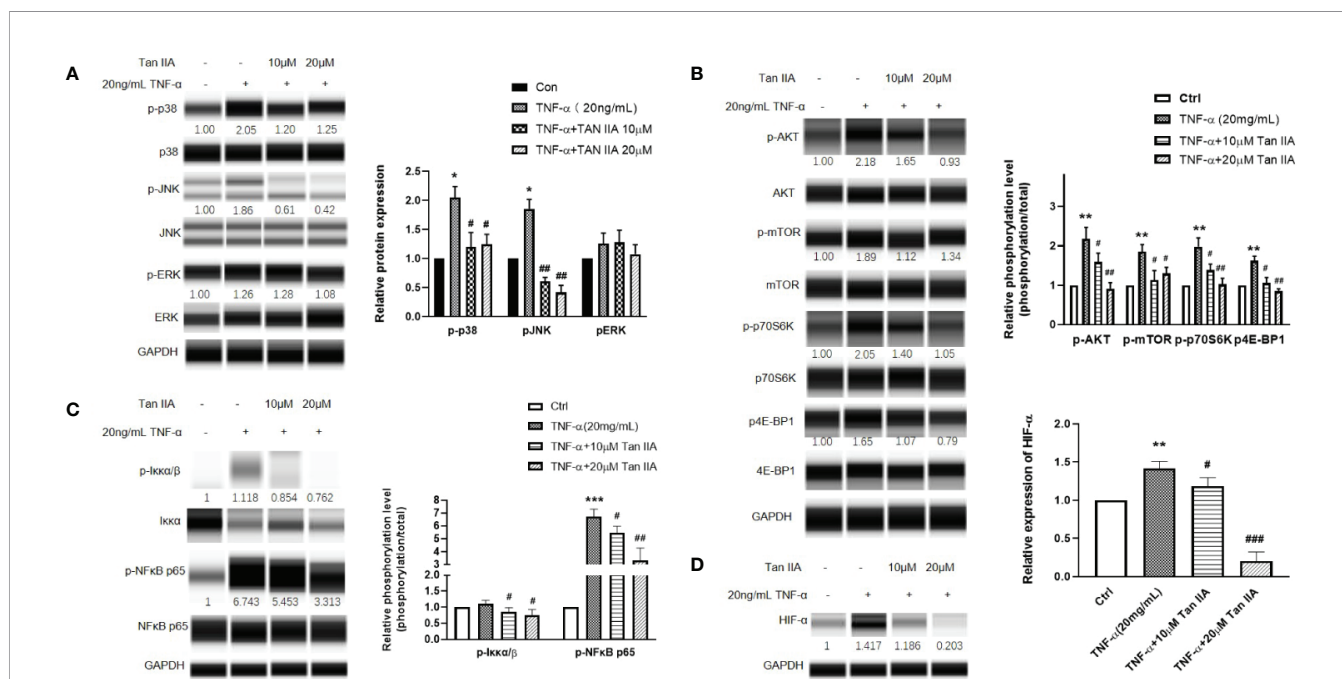 A
Tan IIA - - 10μM 20μM
20ng/mL TNF-α - + + +
p-p38
1.00 2.05 1.20 1.25
p38
p-JNK
1.00 1.86 0.61 0.42
JNK
p-ERK
1.00 1.26 1.28 1.08
ERK
GAPDH
Con
TNF-α ( 20ng/mL)
TNF-α+TAN IIA 10μM
TNF-α+TAN IIA 20μM
Relative protein expression
2.5
2.0
1.5
1.0
0.5
0.0
* # # * ## ##
p-p38 pJNK pERK
B
Tan IIA - - 10μM 20μM
20ng/mL TNF-α - + + +
p-AKT
1.00 2.18 1.65 0.93
AKT
p-mTOR
1.00 1.89 1.12 1.34
mTOR
p-p70S6K
1.00 2.05 1.40 1.05
p70S6K
p4E-BP1
1.00 1.65 1.07 0.79
4E-BP1
GAPDH
Ctrl
TNF-α (20mg/mL)
TNF-α+10μM Tan IIA
TNF-α+20μM Tan IIA
Relative phosphorylation level
(phosphorylation/total)
3
2
1
0
** # ## ** # # ** # ## ** # ##
p-AKT p-mTOR p-p70S6K p4E-BP1
C
Tan IIA - - 10μM 20μM
20ng/mL TNF-α - + + +
p-Iκκα/β
1 1.118 0.854 0.762
Iκκα
p-NFκB p65
1 6.743 5.453 3.313
NFκB p65
GAPDH
Ctrl
TNF-α(20mg/mL)
TNF-α+10μM Tan IIA
TNF-α+20μM Tan IIA
Relative phosphorylation level
(phosphorylation/total)
8
7
6
5
4
3
2.0
1.5
1.0
0.5
0.0
# # *** # ##
p-Iκκα/β p-NFκB p65
D
Tan IIA - - 10μM 20μM
20ng/mL TNF-α - + + +
HIF-α
1 1.417 1.186 0.203
GAPDH
Relative expression of HIF-α
2.0
1.5
1.0
0.5
0.0
** # ###
Ctrl
TNF-α(20mg/mL)
TNF-α+10μM Tan IIA
TNF-α+20μM Tan IIA